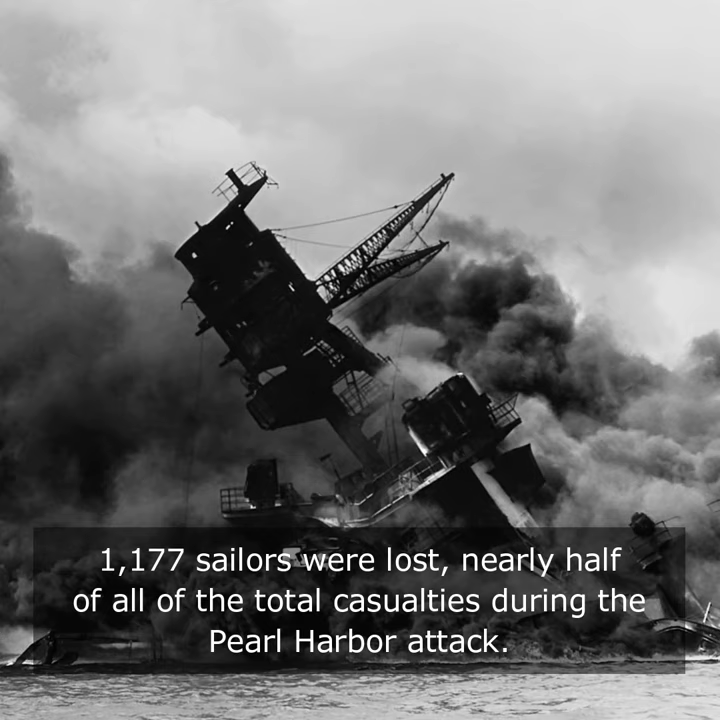 1,177 sailors were lost, nearly half
of all of the total casualties during the
Pearl Harbor attack.